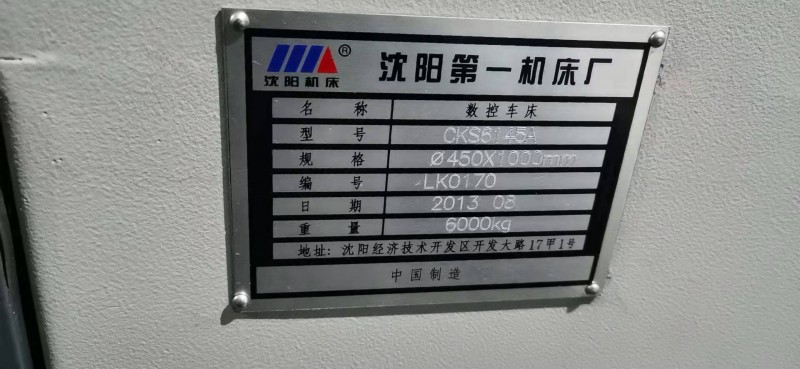 沈阳机床 ® 沈阳第一机床厂
名 称 数控车床
型 号 CKS6145A
规 格 Ø450X1000mm
编 号 LK0170
日 期 2013 08
重 量 6000kg
地址: 沈阳经济技术开发区开发大路17甲1号
中国制造